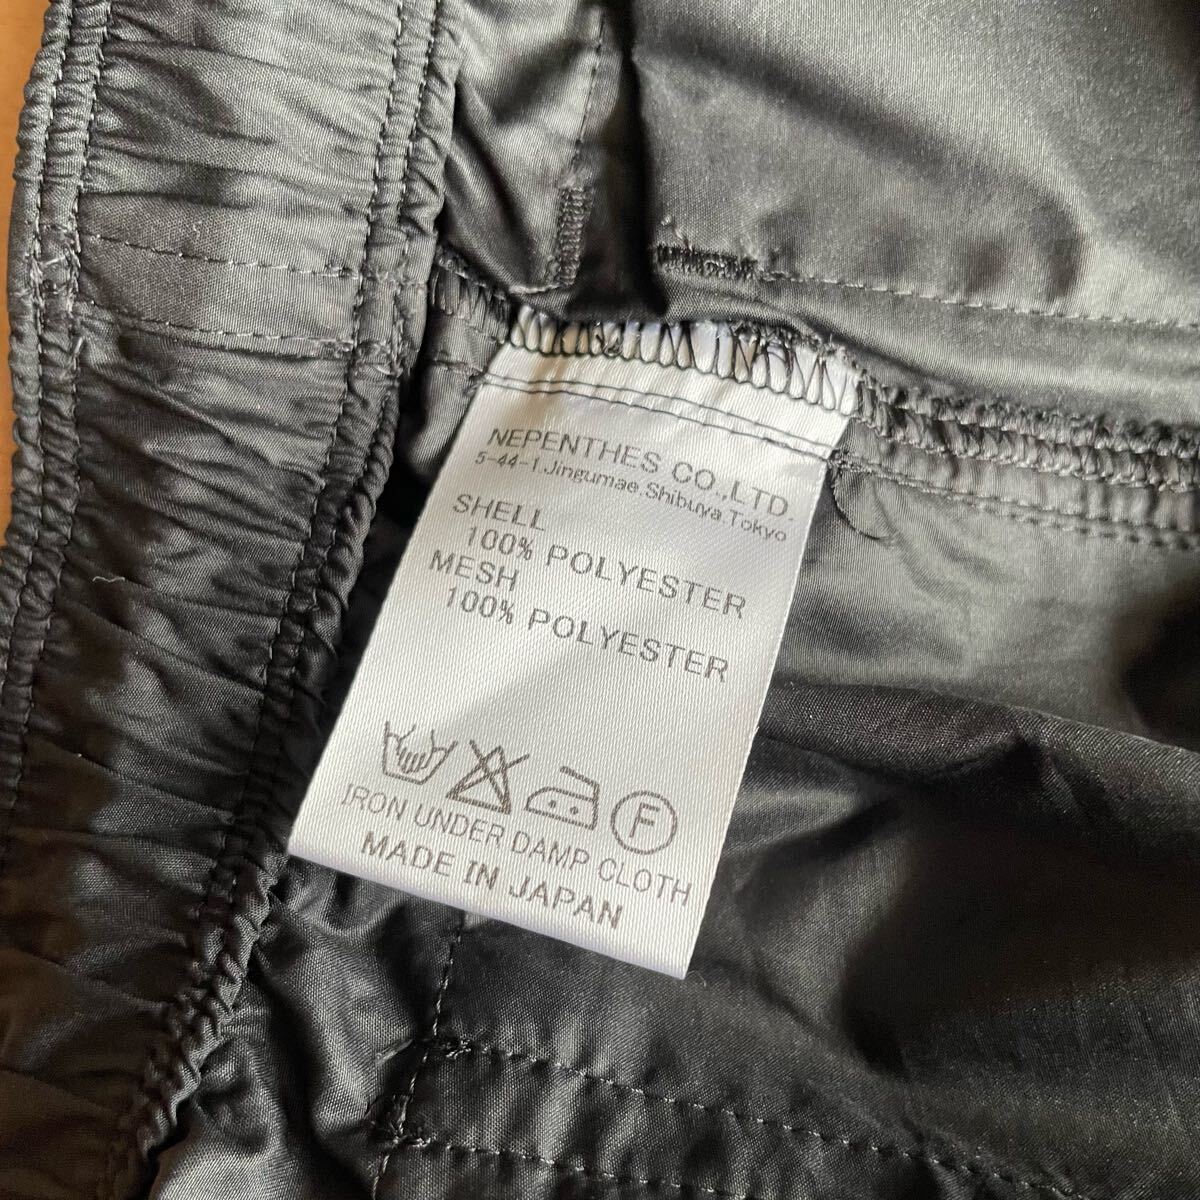 NEPENTHES CO.,LTD.
5-44-1.Jingumae.Shibuya.Tokyo
SHELL
100% POLYESTER
MESH
100% POLYESTER
F
IRON UNDER DAMP CLOTH
MADE IN JAPAN